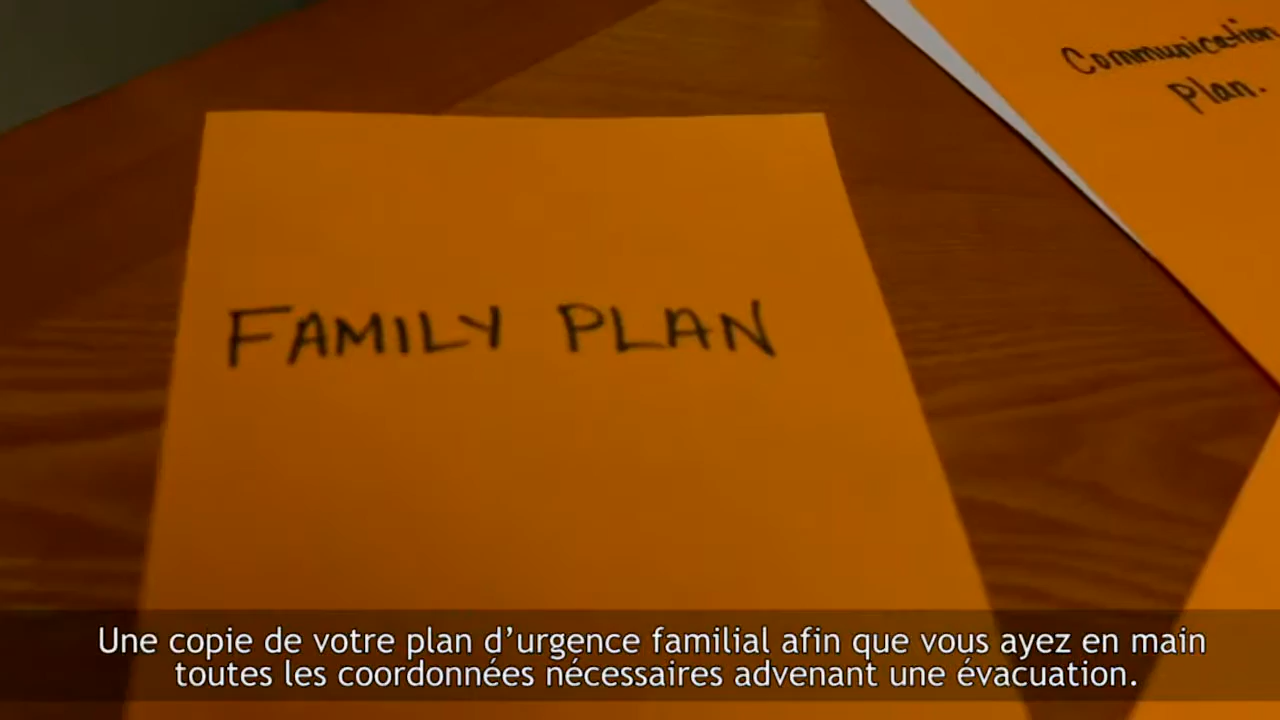 Communication
Plan.
FAMILY PLAN
Une copie de votre plan d’urgence familial afin que vous ayez en main
toutes les coordonnées nécessaires advenant une évacuation.